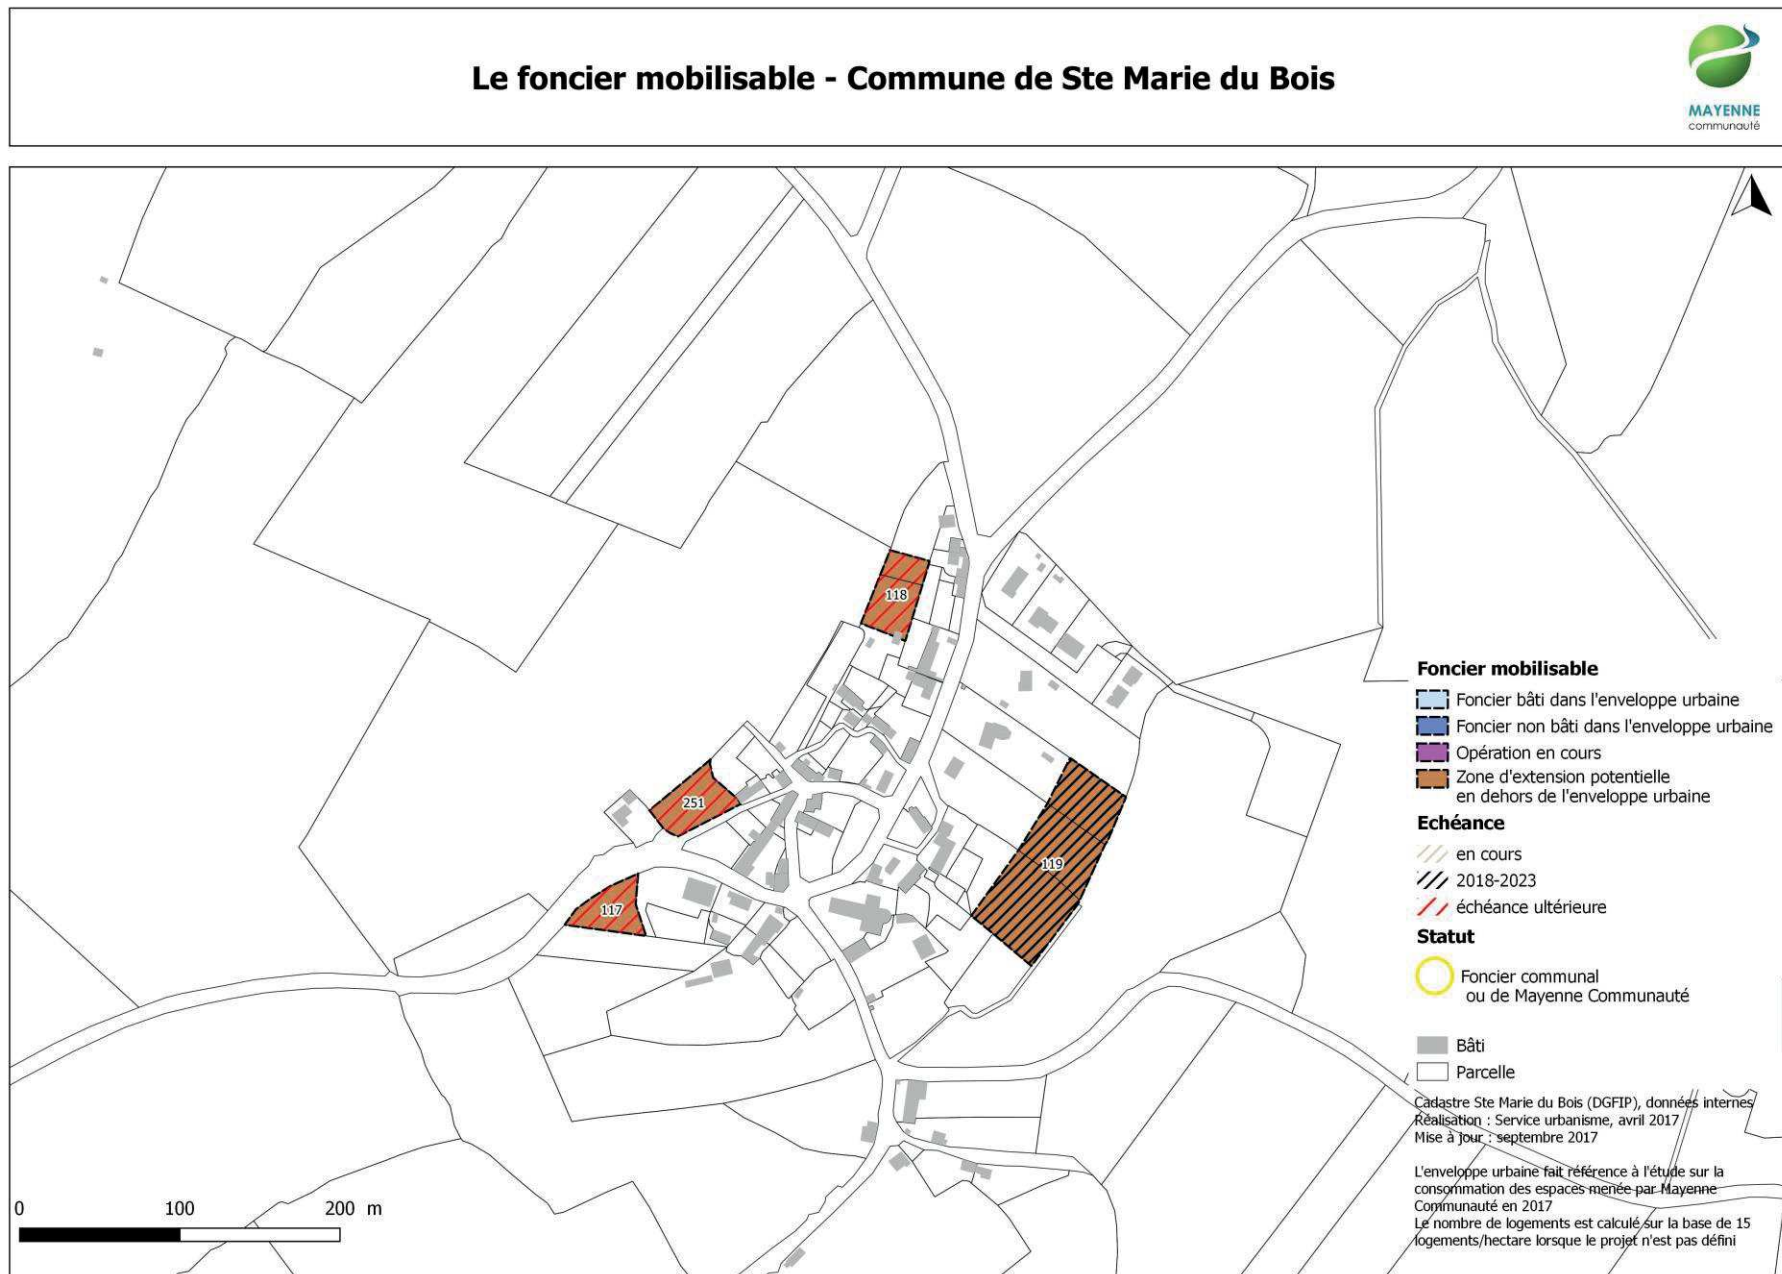 Le foncier mobilisable - Commune de Ste Marie du Bois
MAYENNE
communauté
118
251
119
117
Foncier mobilisable
Foncier bâti dans l'enveloppe urbaine
Foncier non bâti dans l'enveloppe urbaine
Opération en cours
Zone d'extension potentielle
en dehors de l'enveloppe urbaine
Echéance
en cours
2018-2023
échéance ultérieure
Statut
Foncier communal
ou de Mayenne Communauté
Bâti
Parcelle
Cadastre Ste Marie du Bois (DGFIP), données internes
Réalisation : Service urbanisme, avril 2017
Mise à jour : septembre 2017
L'enveloppe urbaine fait référence à l'étude sur la
consommation des espaces menée par Mayenne
Communauté en 2017
Le nombre de logements est calculé sur la base de 15
logements/hectare lorsque le projet n'est pas défini
0 100 200 m